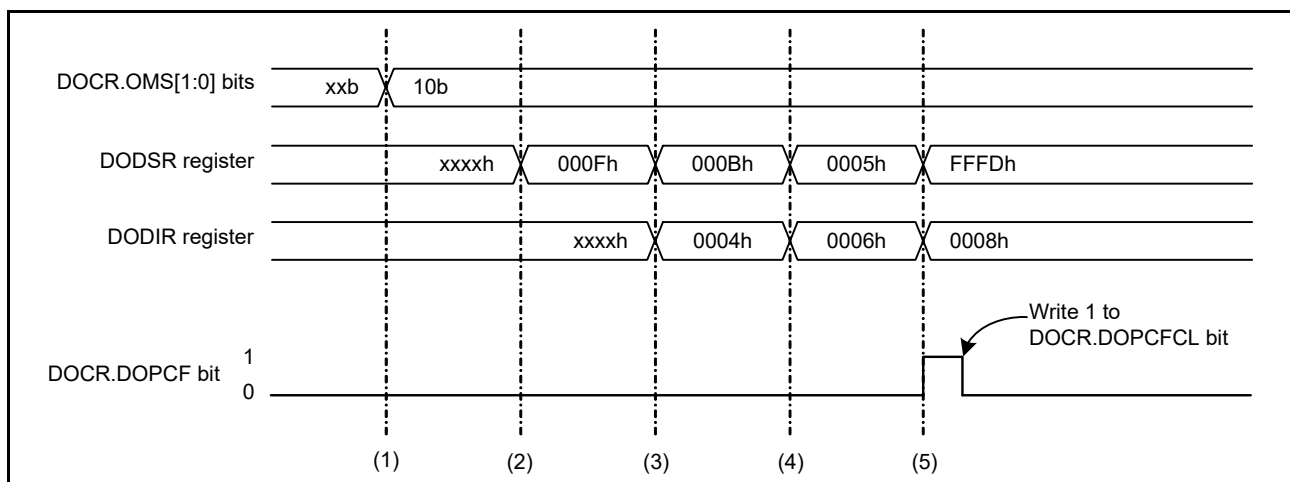 DOCR.OMS[1:0] bits xxb 10b
DODSR register xxxxh 000Fh 000Bh 0005h FFFDh
DODIR register xxxxh 0004h 0006h 0008h
Write 1 to
DOCR.DOPCFCL bit
1
DOCR.DOPCF bit
0
(1) (2) (3) (4) (5)